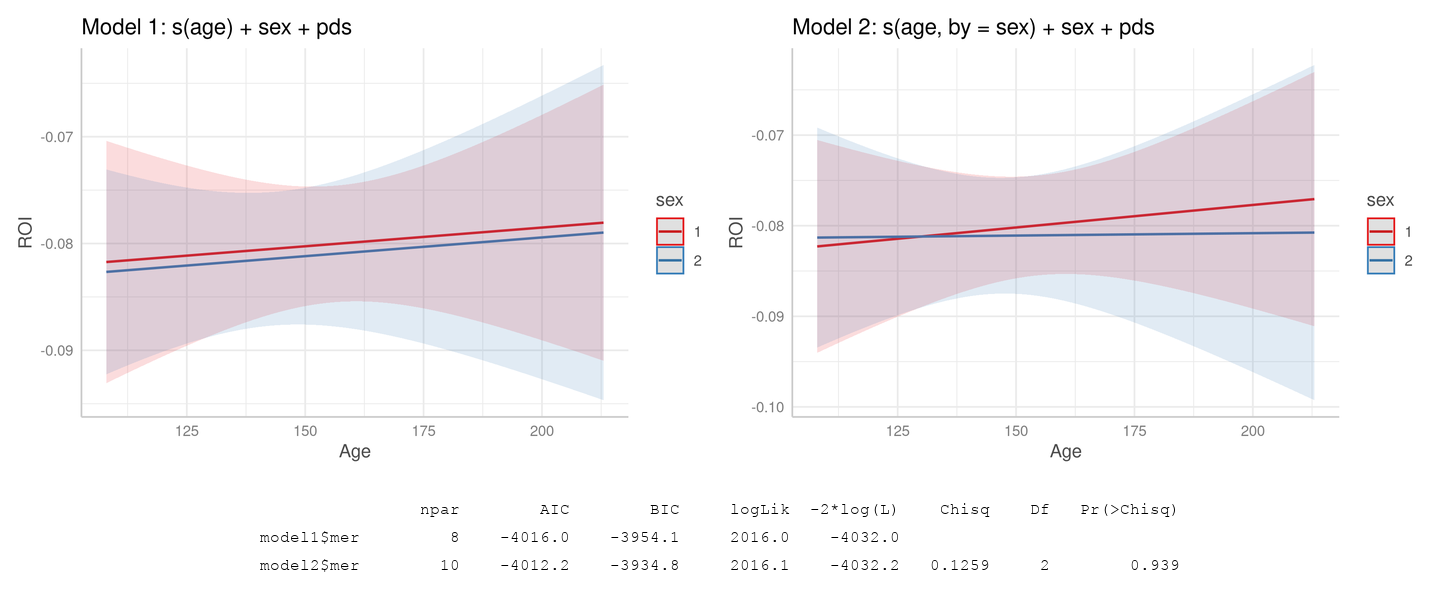 Model 1: s(age) + sex + pds
-0.07
-0.08
-0.09
ROI
125 150 175 200
Age
sex
1
2
Model 2: s(age, by = sex) + sex + pds
-0.07
-0.08
-0.09
-0.10
ROI
125 150 175 200
Age
sex
1
2
npar AIC BIC logLik -2*log(L) Chisq Df Pr(>Chisq)
model1$mer 8 -4016.0 -3954.1 2016.0 -4032.0
model2$mer 10 -4012.2 -3934.8 2016.1 -4032.2 0.1259 2 0.939